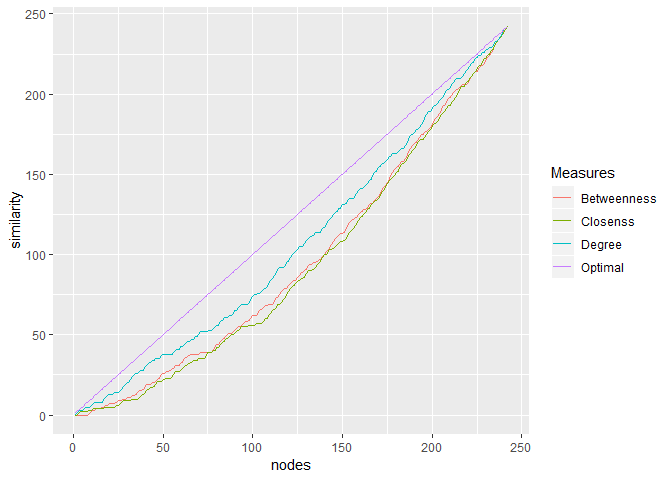 250
200
150
100
50
0
similarity
0 50 100 150 200 250
nodes
Measures
Betweenness
Closenss
Degree
Optimal